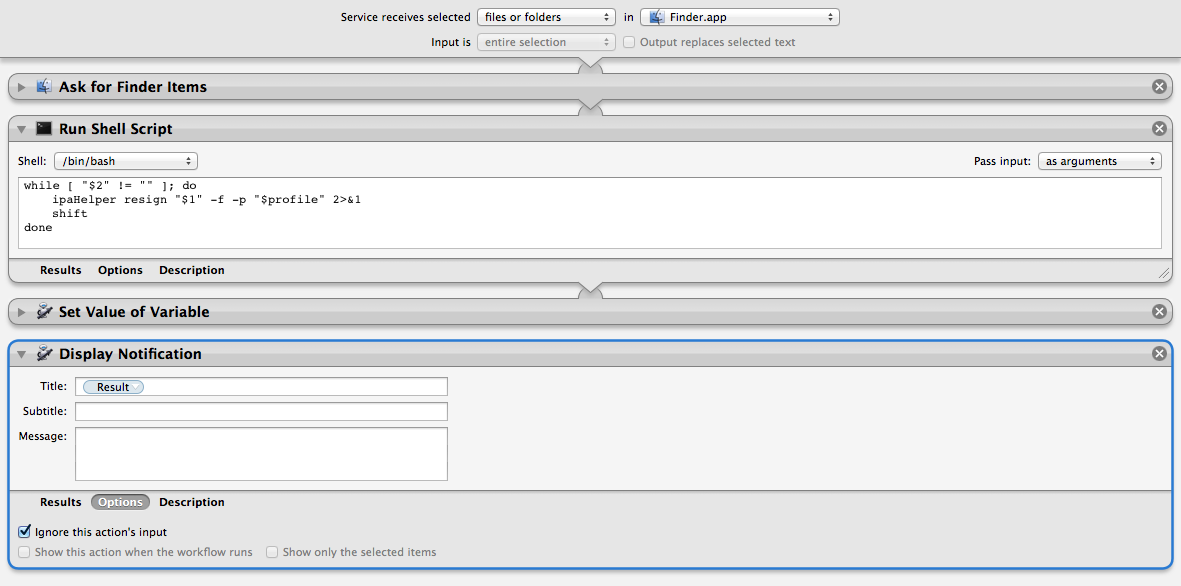 Service receives selected files or folders in Finder.app
Input is entire selection Output replaces selected text
Ask for Finder Items
Run Shell Script
Shell: /bin/bash Pass input: as arguments
while [ "$2" != "" ]; do
    ipaHelper resign "$1" -f -p "$profile" 2>&1
    shift
done
Results Options Description
Set Value of Variable
Display Notification
Title: Result
Subtitle:
Message:
Results Options Description
Ignore this action's input
Show this action when the workflow runs Show only the selected items